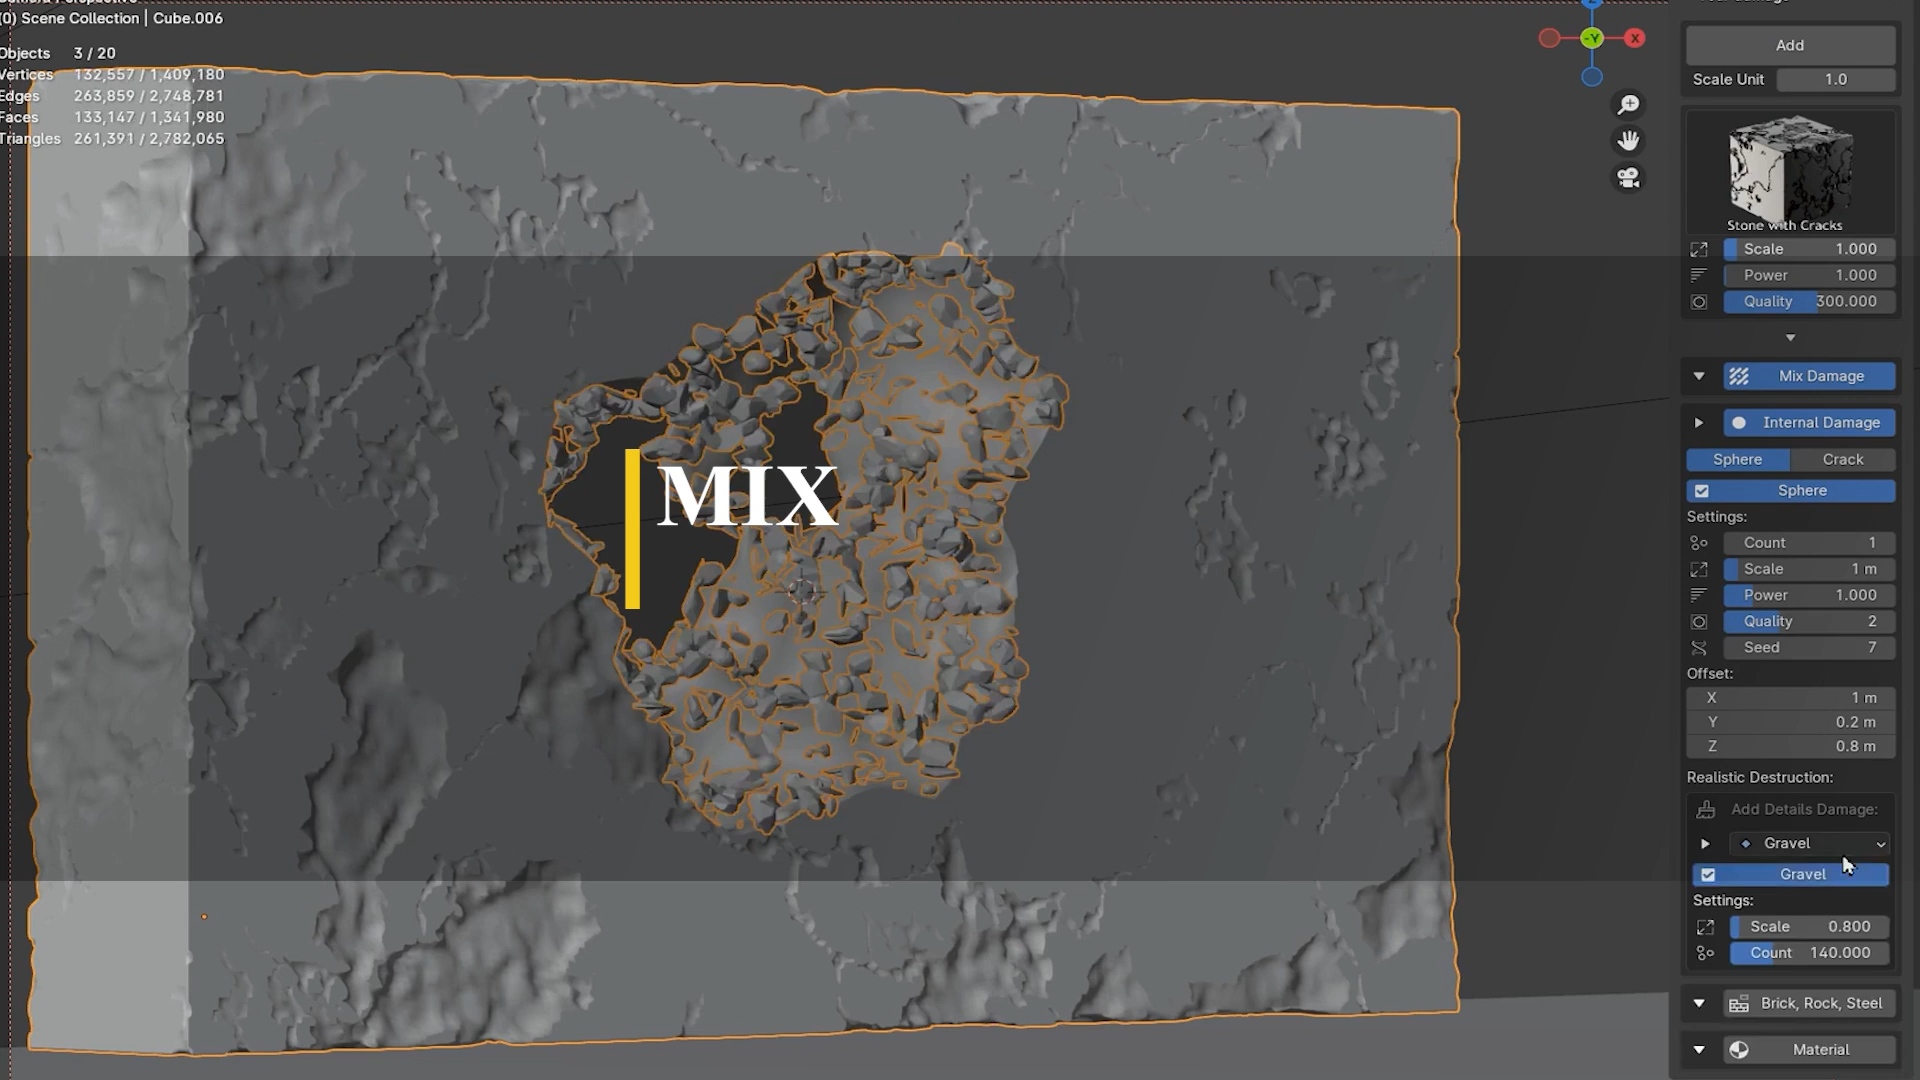 (0) Scene Collection | Cube.006
Objects 3 / 20
Vertices 132,557 / 1,409,180
Edges 263,859 / 2,748,781
Faces 133,147 / 1,341,980
Triangles 261,391 / 2,782,065
-Y
X
MIX
Add
Scale Unit 1.0
Stone with Cracks
Scale 1.000
Power 1.000
Quality 300.000
Mix Damage
Internal Damage
Sphere Crack
Sphere
Settings:
Count 1
Scale 1 m
Power 1.000
Quality 2
Seed 7
Offset:
X 1 m
Y 0.2 m
Z 0.8 m
Realistic Destruction:
Add Details Damage:
Gravel
Gravel
Settings:
Scale 0.800
Count 140.000
Brick, Rock, Steel
Material